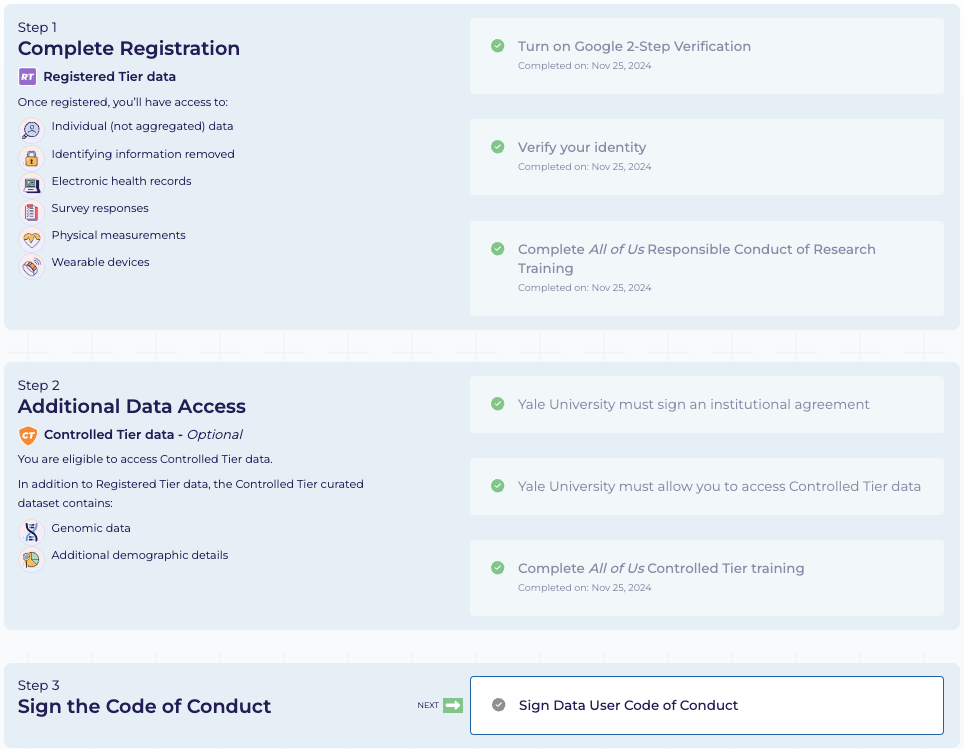 Step 1
Complete Registration
RT Registered Tier data
Once registered, you'll have access to:
Individual (not aggregated) data
Identifying information removed
Electronic health records
Survey responses
Physical measurements
Wearable devices
Turn on Google 2-Step Verification
Completed on: Nov 25, 2024
Verify your identity
Completed on: Nov 25, 2024
Complete All of Us Responsible Conduct of Research
Training
Completed on: Nov 25, 2024
Step 2
Additional Data Access
CT Controlled Tier data - Optional
You are eligible to access Controlled Tier data.
In addition to Registered Tier data, the Controlled Tier curated
dataset contains:
Genomic data
Additional demographic details
Yale University must sign an institutional agreement
Yale University must allow you to access Controlled Tier data
Complete All of Us Controlled Tier training
Completed on: Nov 25, 2024
Step 3
Sign the Code of Conduct
NEXT
Sign Data User Code of Conduct